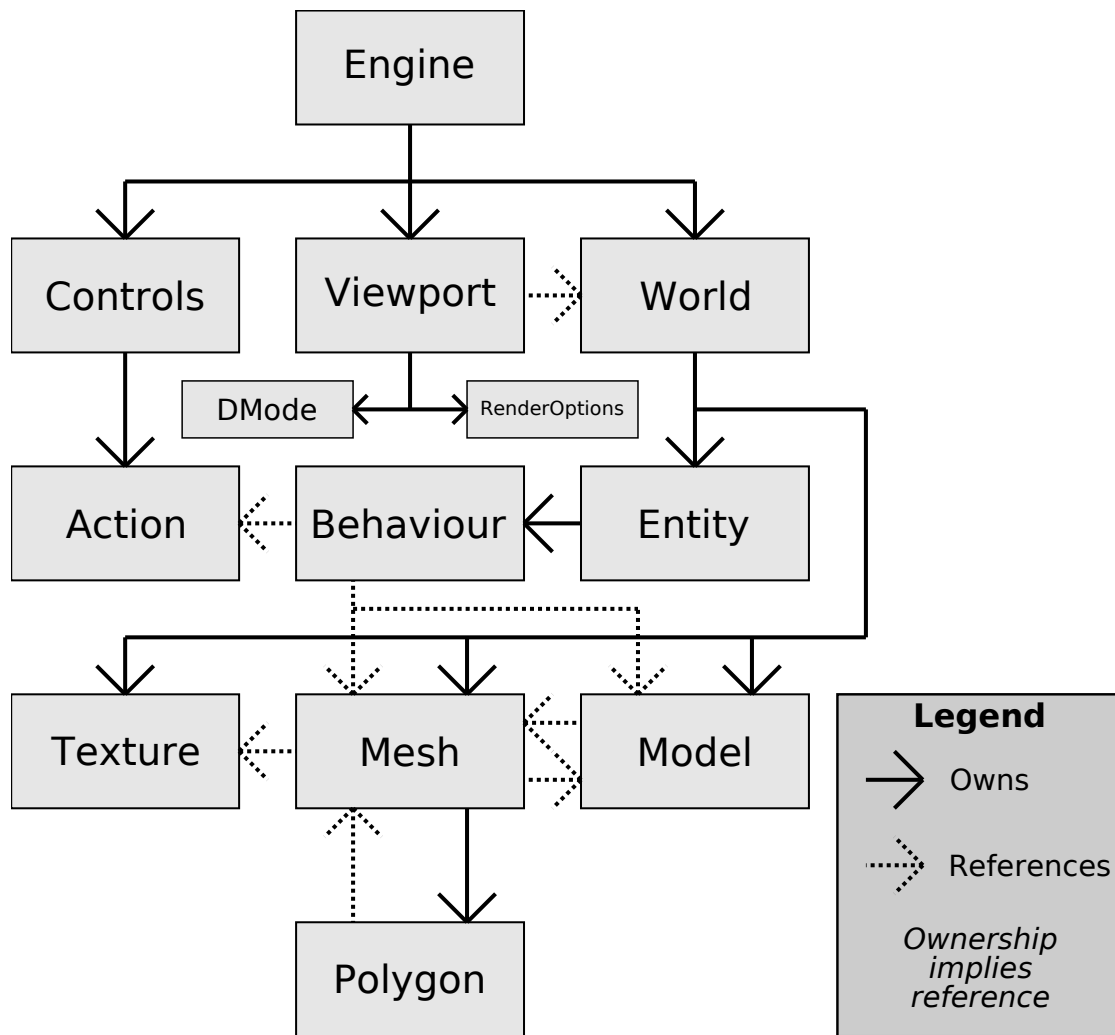 Engine
Controls
Viewport
World
DMode
RenderOptions
Action
Behaviour
Entity
Texture
Mesh
Model
Polygon
Legend
Owns
References
Ownership
implies
reference